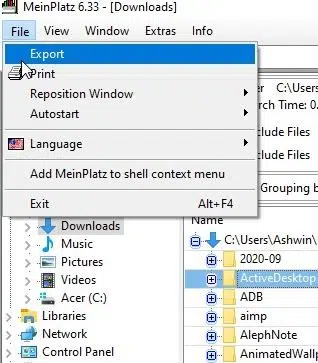 MeinPlatz 6.33 - [Downloads]
File View Window Extras Info
Export
Print
Reposition Window
Autostart
Language
Add MeinPlatz to shell context menu
Exit Alt+F4
er: C:\Users\Ashwin
rch Time: 0.
clude Files
clude Files
Grouping b
Downloads
Music
Pictures
Videos
Acer (C:)
Libraries
Network
Control Panel
Name
C:\Users\Ashwin
2020-09
ActiveDesktop
ADB
aimp
AlephNote
AnimatedWallp